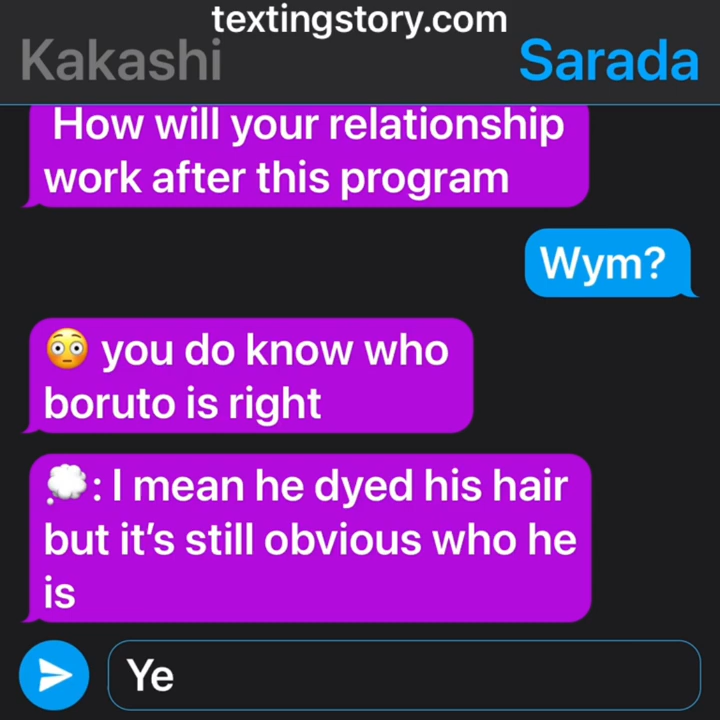 textingstory.com
Kakashi
Sarada
How will your relationship
work after this program
Wym?
😳 you do know who
boruto is right
💭: I mean he dyed his hair
but it’s still obvious who he
is
Ye